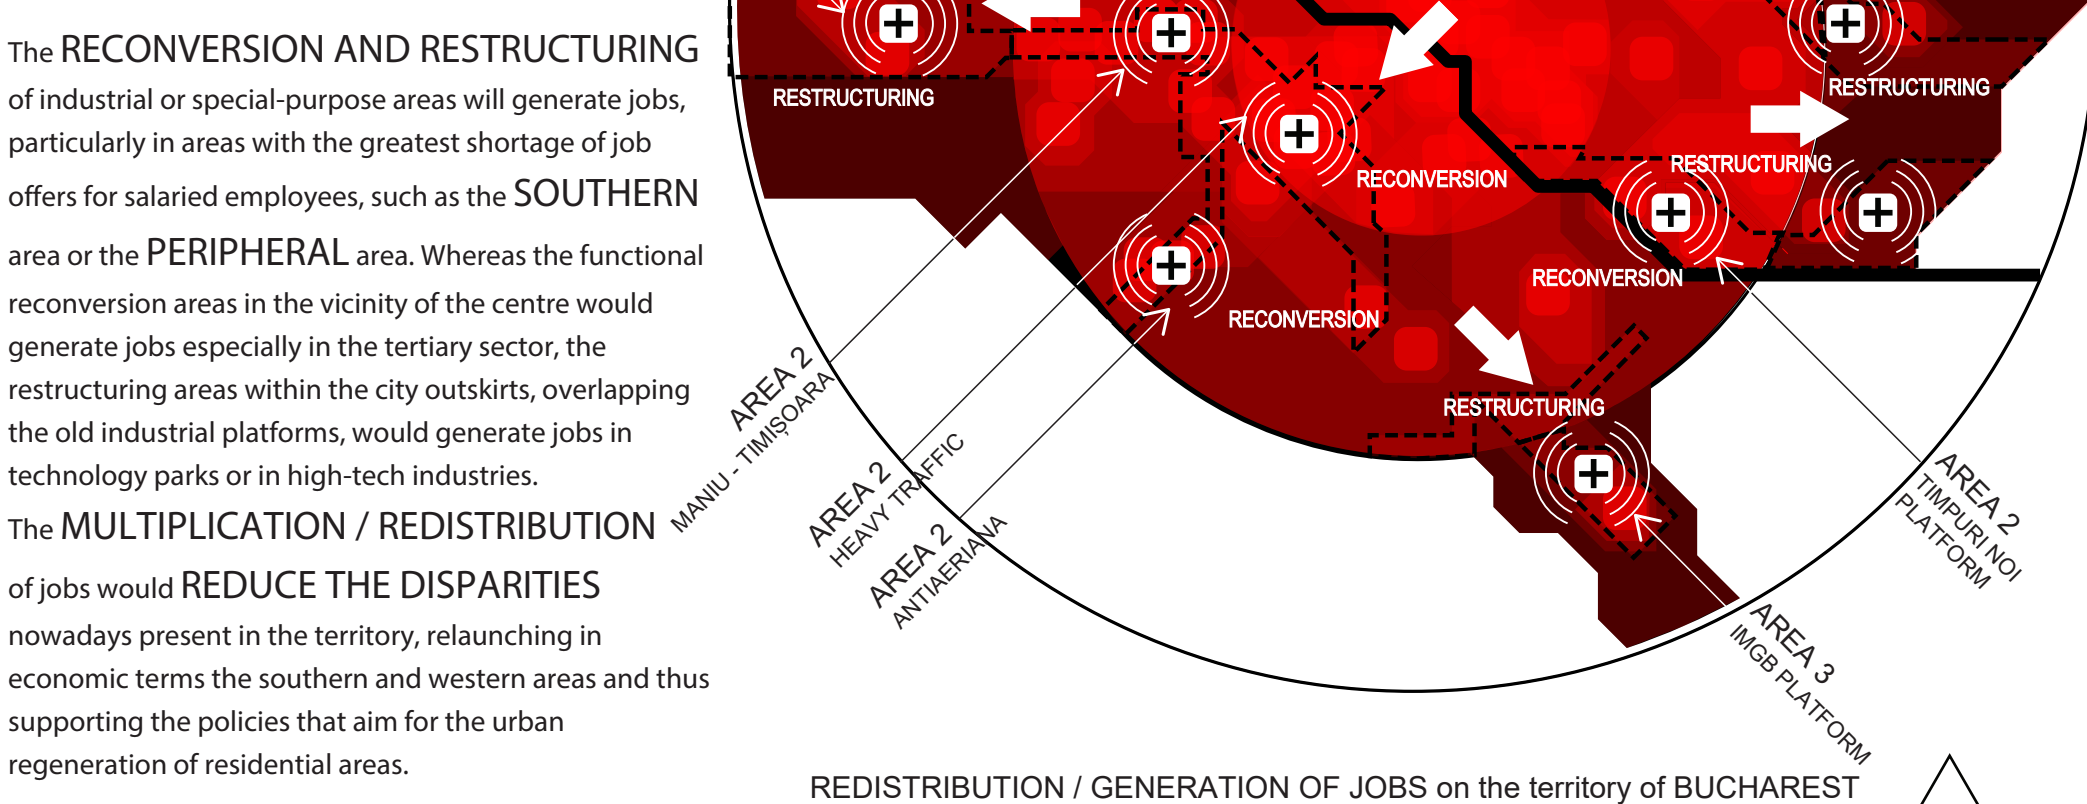 The RECONVERSION AND RESTRUCTURING
of industrial or special-purpose areas will generate jobs,
particularly in areas with the greatest shortage of job
offers for salaried employees, such as the SOUTHERN
area or the PERIPHERAL area. Whereas the functional
reconversion areas in the vicinity of the centre would
generate jobs especially in the tertiary sector, the
restructuring areas within the city outskirts, overlapping
the old industrial platforms, would generate jobs in
technology parks or in high-tech industries.
The MULTIPLICATION / REDISTRIBUTION
of jobs would REDUCE THE DISPARITIES
nowadays present in the territory, relaunching in
economic terms the southern and western areas and thus
supporting the policies that aim for the urban
regeneration of residential areas.
RESTRUCTURING
RESTRUCTURING
RESTRUCTURING
RECONVERSION
RECONVERSION
RECONVERSION
RESTRUCTURING
AREA 2
MANIU - TIMIȘOARA
AREA 2
HEAVY TRAFFIC
AREA 2
ANTIAERIANA
AREA 2
TIMPURI NOI
PLATFORM
AREA 3
IMGB PLATFORM
REDISTRIBUTION / GENERATION OF JOBS on the territory of BUCHAREST